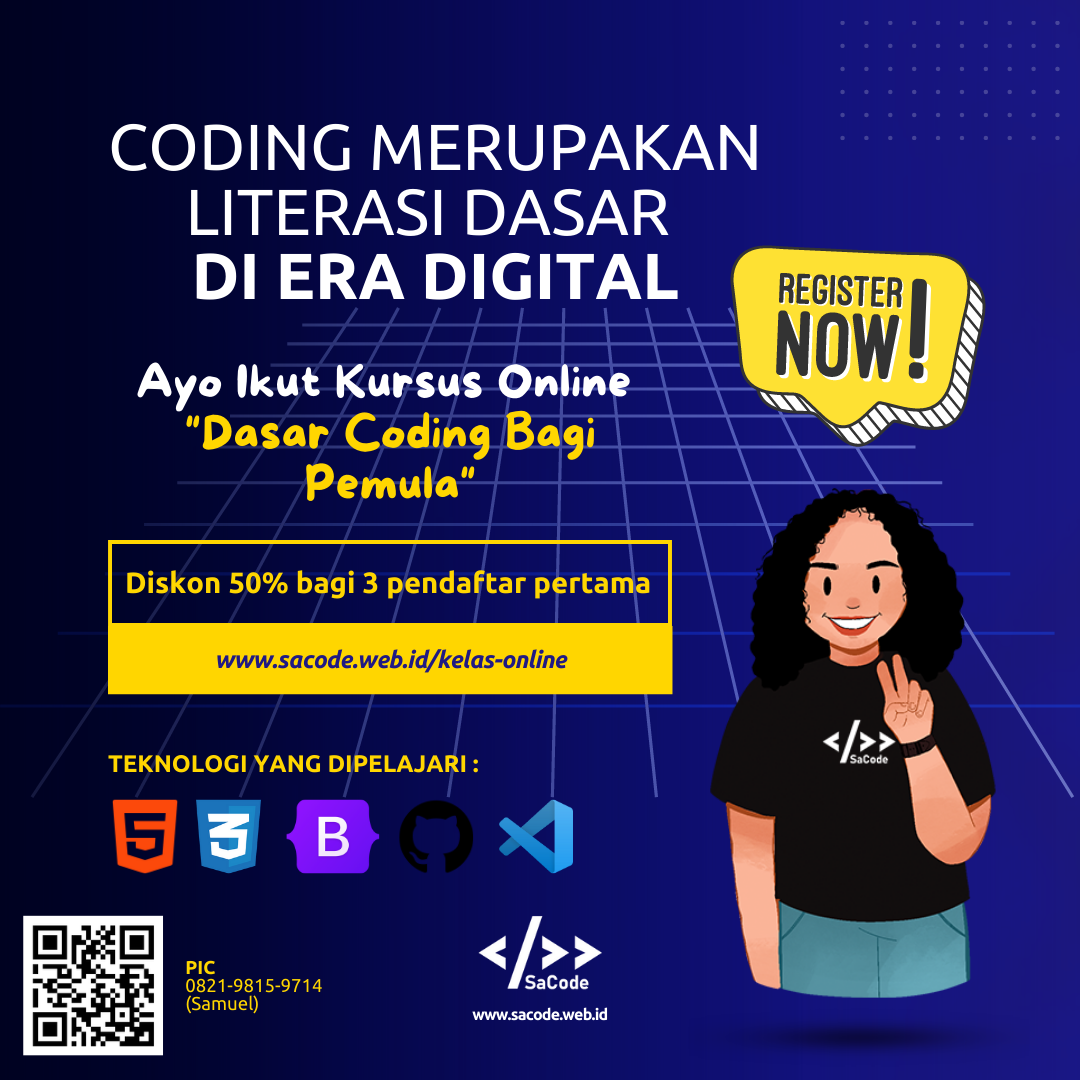 CODING MERUPAKAN
LITERASI DASAR
DI ERA DIGITAL
REGISTER
NOW!
Ayo Ikut Kursus Online
"Dasar Coding Bagi
Pemula"
Diskon 50% bagi 3 pendaftar pertama
www.sacode.web.id/kelas-online
</>>
SaCode
TEKNOLOGI YANG DIPELAJARI :
5 3 B
PIC
0821-9815-9714
(Samuel)
</>>
SaCode
www.sacode.web.id